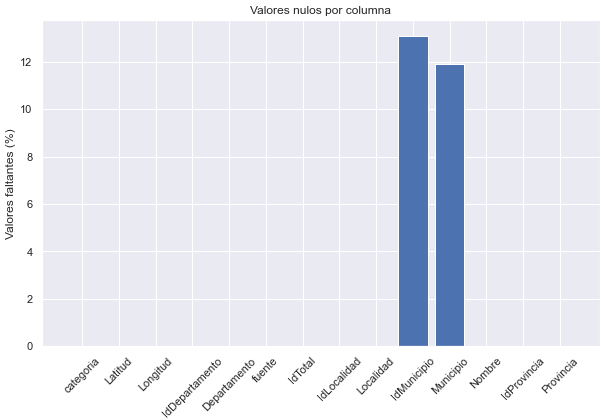 Valores nulos por columna
Valores faltantes (%)
12
10
8
6
4
2
0
categoria
Latitud
Longitud
IdDepartamento
Departamento
fuente
IdTotal
IdLocalidad
Localidad
IdMunicipio
Municipio
Nombre
IdProvincia
Provincia